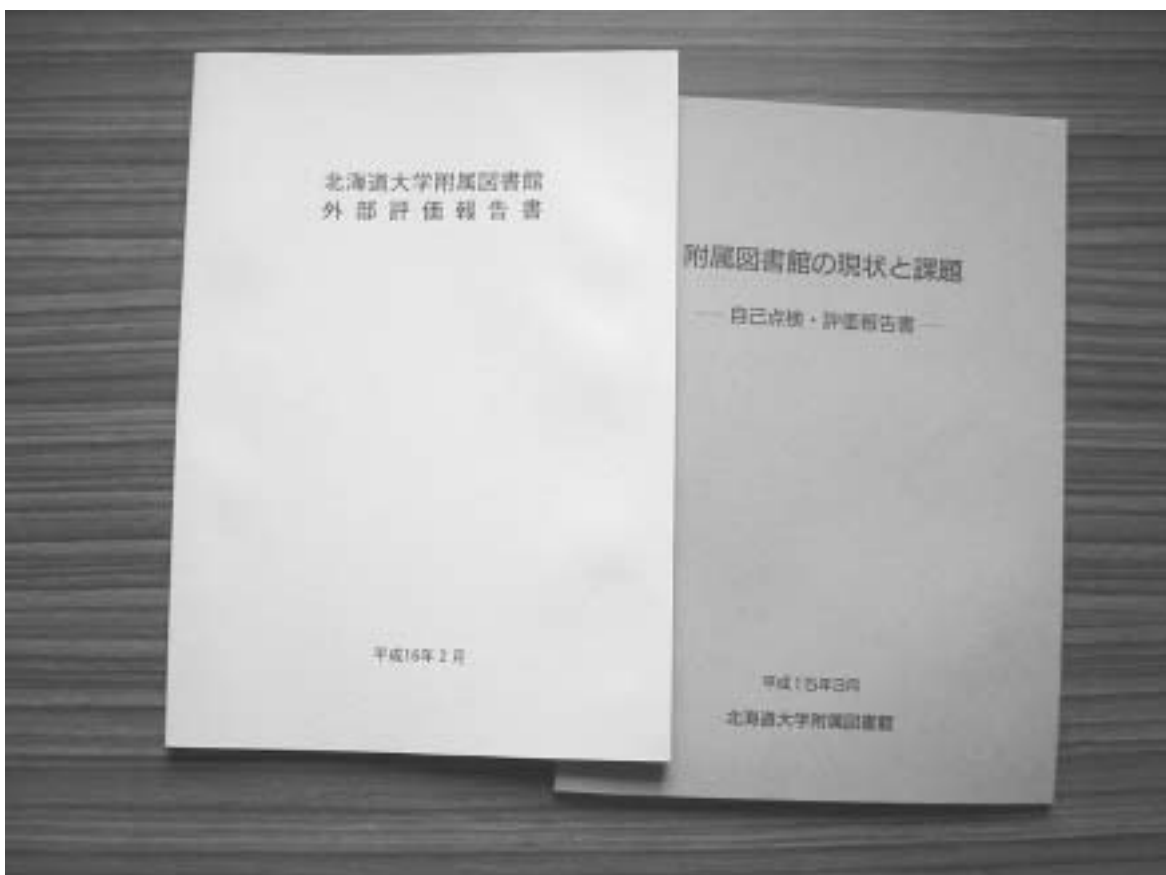 北海道大学附属図書館
外部評価報告書
平成16年2月
附属図書館の現状と課題
── 自己点検・評価報告書 ──
平成15年3月
北海道大学附属図書館